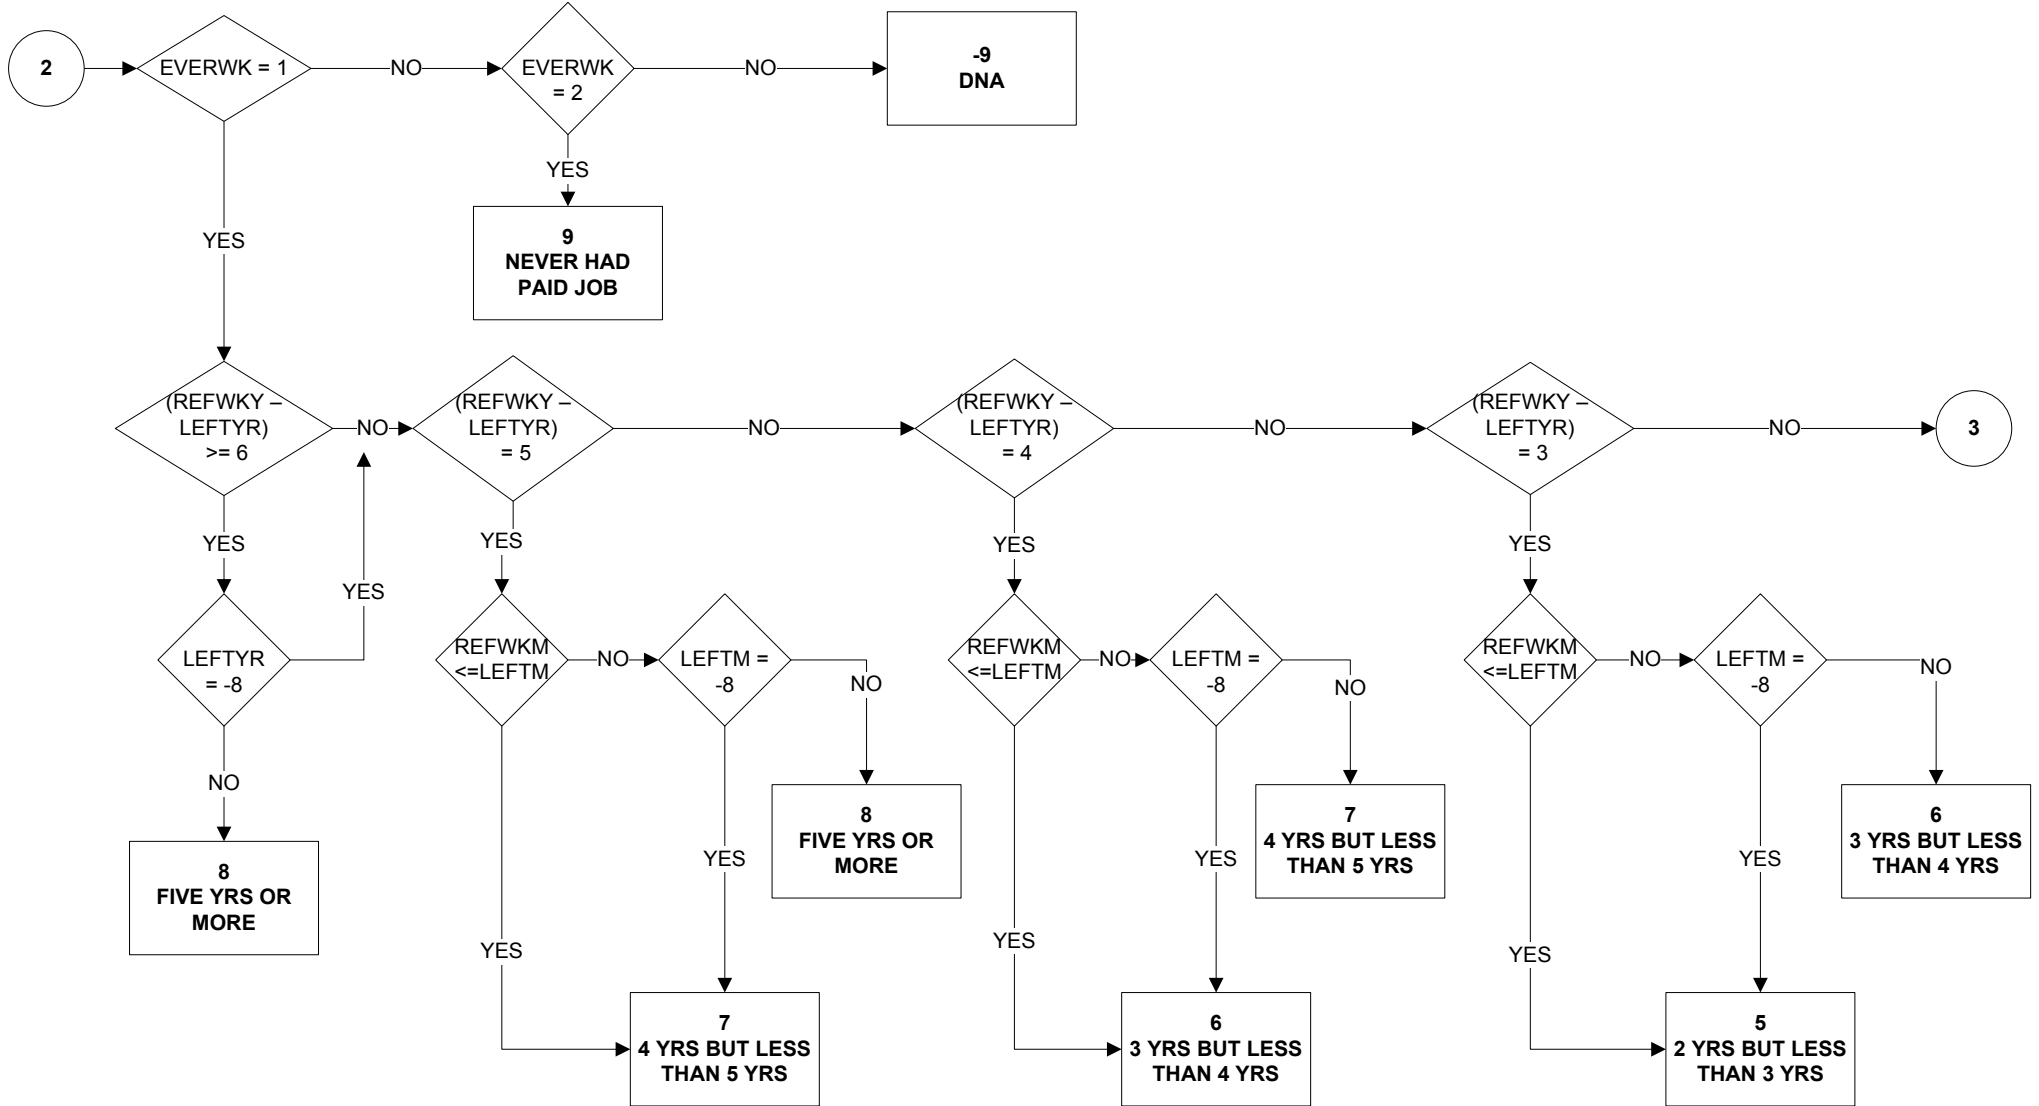 2
EVERWK = 1
NO
EVERWK
= 2
NO
-9
DNA
YES
YES
9
NEVER HAD
PAID JOB
(REFWKY –
LEFTYR)
>= 6
NO
(REFWKY –
LEFTYR)
= 5
NO
(REFWKY –
LEFTYR)
= 4
NO
(REFWKY –
LEFTYR)
= 3
NO
3
YES
YES
YES
YES
YES
LEFTYR
= -8
REFWKM
<=LEFTM
NO
LEFTM =
-8
NO
REFWKM
<=LEFTM
NO
LEFTM =
-8
NO
REFWKM
<=LEFTM
NO
LEFTM =
-8
NO
NO
8
FIVE YRS OR
MORE
YES
8
FIVE YRS OR
MORE
YES
7
4 YRS BUT LESS
THAN 5 YRS
YES
6
3 YRS BUT LESS
THAN 4 YRS
YES
YES
YES
7
4 YRS BUT LESS
THAN 5 YRS
6
3 YRS BUT LESS
THAN 4 YRS
5
2 YRS BUT LESS
THAN 3 YRS